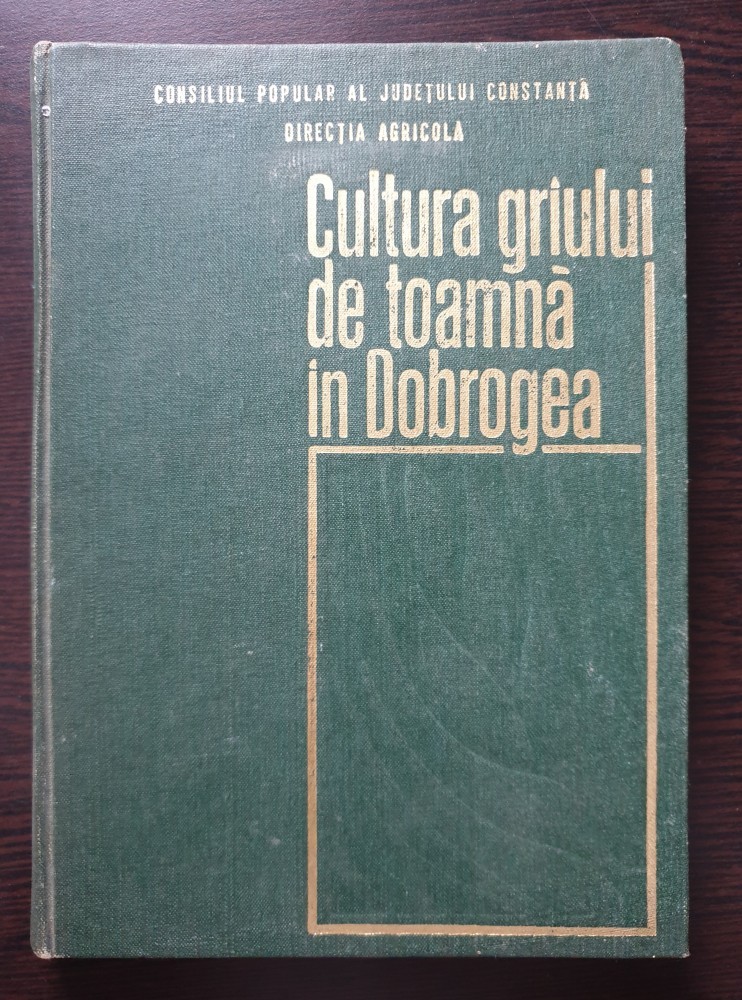 CONSILIUL POPULAR AL JUDEȚULUI CONSTANȚA
DIRECȚIA AGRICOLĂ
Cultura grîului
de toamnă
in Dobrogea